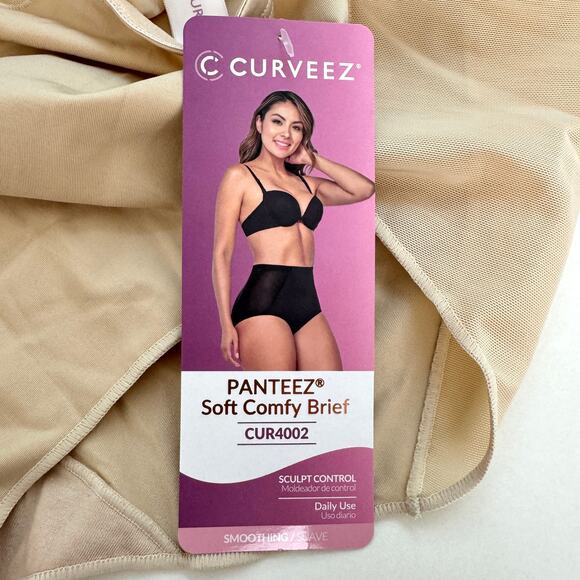 CURVEEZ®
PANTEEZ®
Soft Comfy Brief
CUR4002
SCULPT CONTROL
Moldeador de control
Daily Use
Uso diario
SMOOTHING / SUAVE